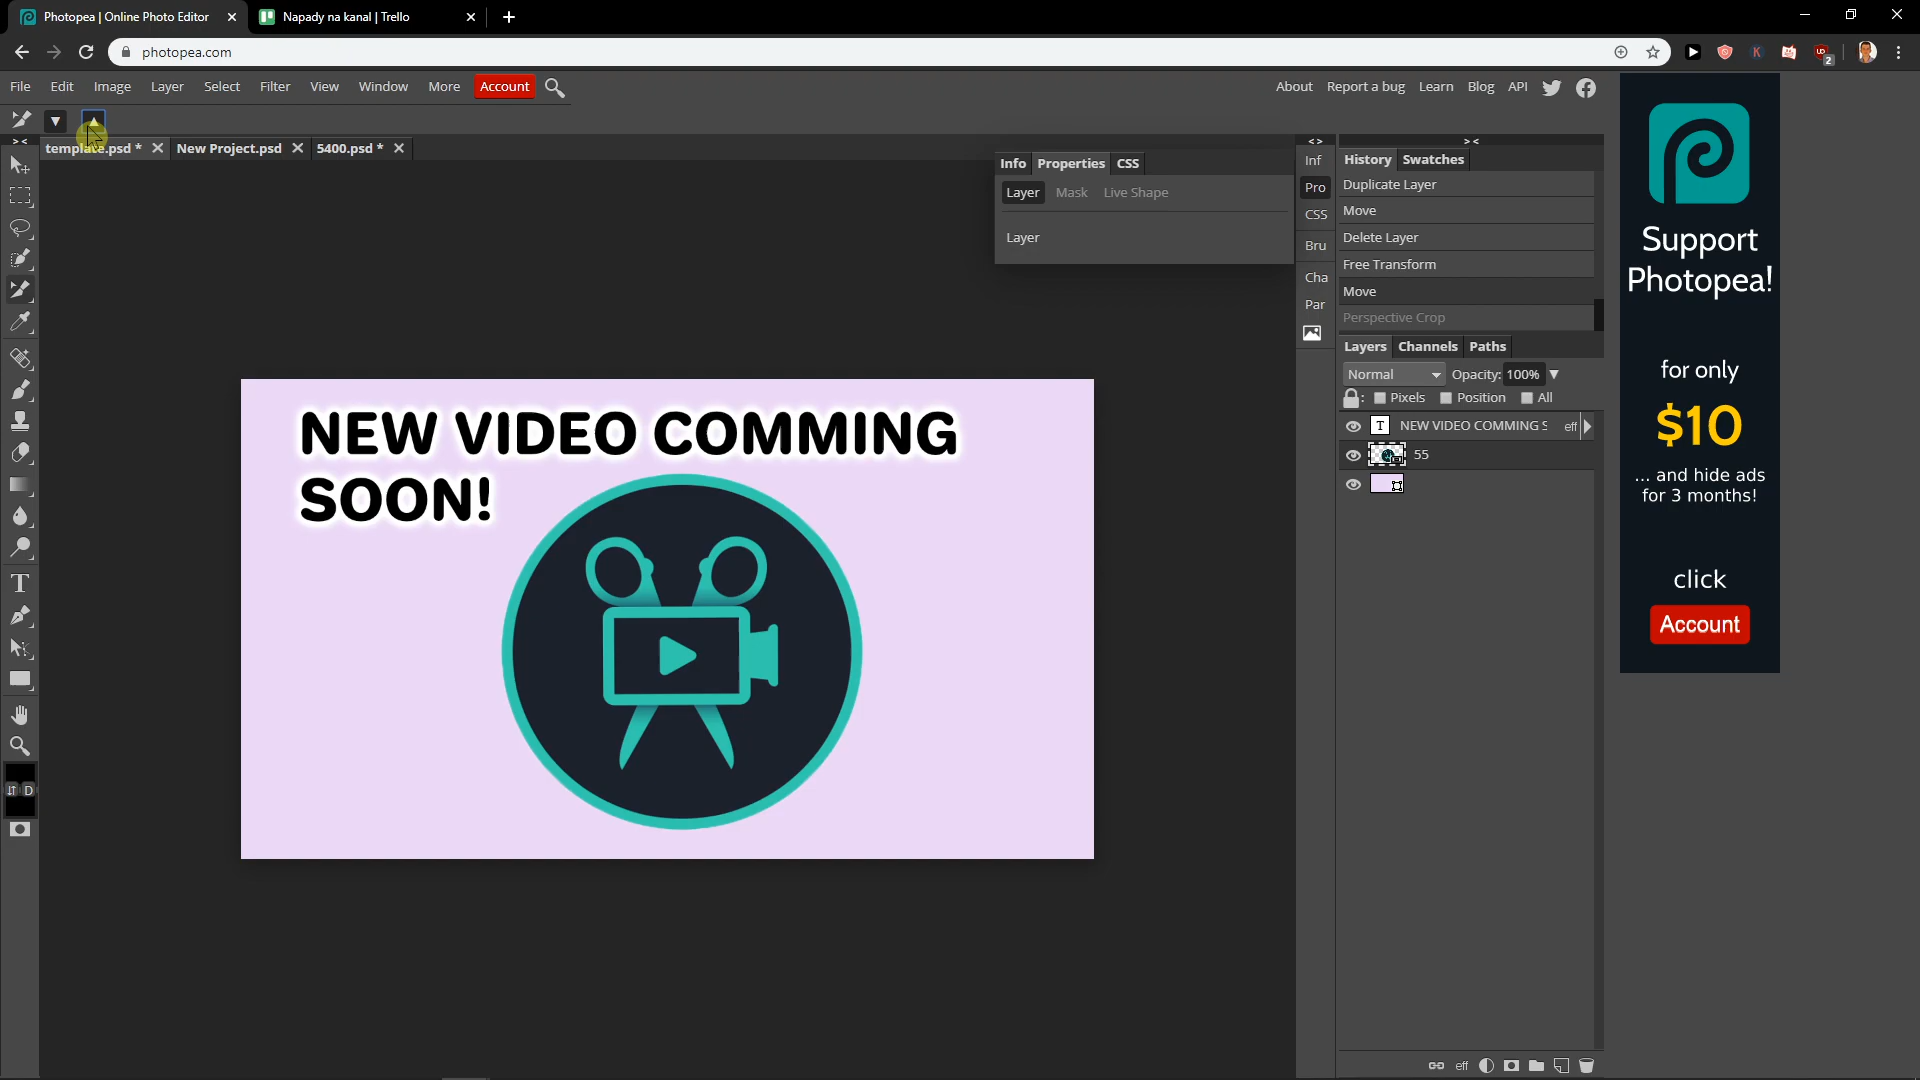 Photopea | Online Photo Editor
Napady na kanal | Trello
photopea.com
File Edit Image Layer Select Filter View Window More Account
About Report a bug Learn Blog API
template.psd *
New Project.psd
5400.psd *
Info Properties CSS
Layer Mask Live Shape
Layer
Inf
Pro
CSS
Bru
Cha
Par
History Swatches
Duplicate Layer
Move
Delete Layer
Free Transform
Move
Perspective Crop
Layers Channels Paths
Normal Opacity: 100%
: Pixels Position All
T NEW VIDEO COMMING S eff
55
NEW VIDEO COMMING
SOON!
T
D
eff
Support
Photopea!
for only
$10
... and hide ads
for 3 months!
click
Account
2
K
> <
< >
> <